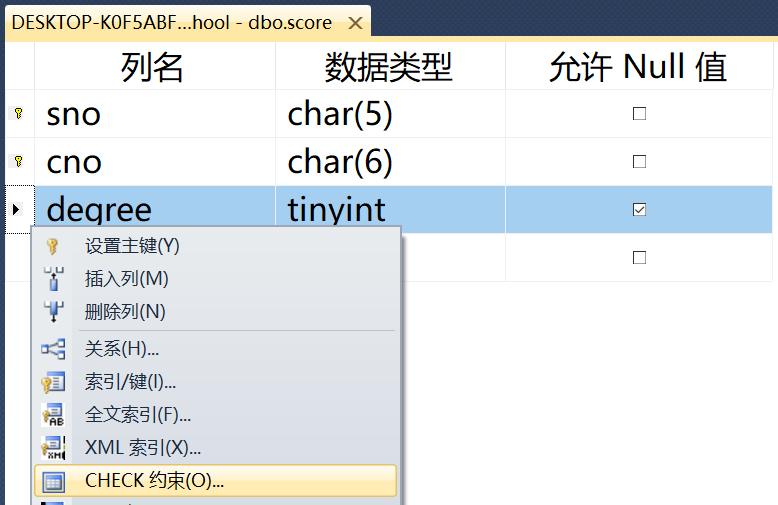 DESKTOP-K0F5ABF...hool - dbo.score
列名 数据类型 允许 Null 值
sno char(5)
cno char(6)
degree tinyint
设置主键(Y)
插入列(M)
删除列(N)
关系(H)...
索引/键(I)...
全文索引(F)...
XML 索引(X)...
CHECK 约束(O)...